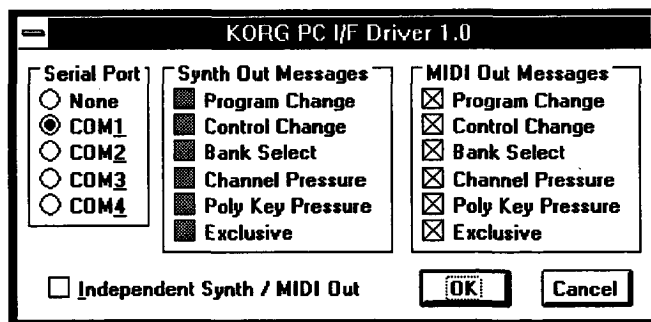 KORG PC I/F Driver 1.0
Serial Port
None
COM1
COM2
COM3
COM4
Synth Out Messages
Program Change
Control Change
Bank Select
Channel Pressure
Poly Key Pressure
Exclusive
MIDI Out Messages
Program Change
Control Change
Bank Select
Channel Pressure
Poly Key Pressure
Exclusive
Independent Synth / MIDI Out
OK
Cancel